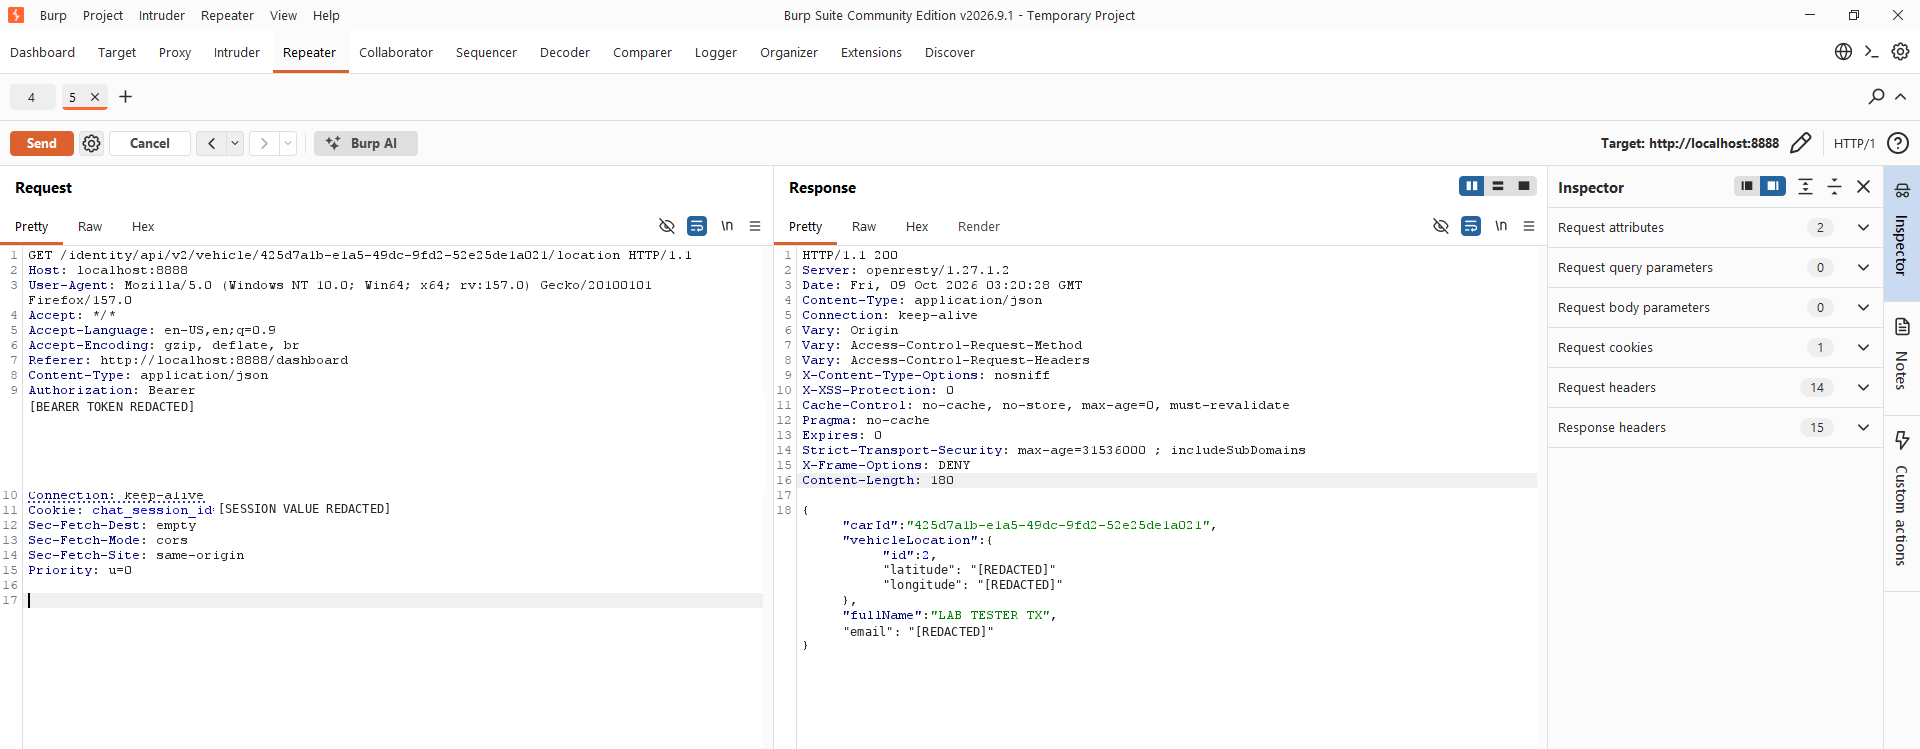 Burp Project Intruder Repeater View Help
Burp Suite Community Edition v2026.9.1 - Temporary Project
Dashboard Target Proxy Intruder Repeater Collaborator Sequencer Decoder Comparer Logger Organizer Extensions Discover
4 5
Send Cancel Burp AI
Target: http://localhost:8888 HTTP/1
Request
Pretty Raw Hex
\n
1 GET /identity/api/v2/vehicle/425d7a1b-e1a5-49dc-9fd2-52e25de1a021/location HTTP/1.1
2 Host: localhost:8888
3 User-Agent: Mozilla/5.0 (Windows NT 10.0; Win64; x64; rv:157.0) Gecko/20100101
Firefox/157.0
4 Accept: */*
5 Accept-Language: en-US,en;q=0.9
6 Accept-Encoding: gzip, deflate, br
7 Referer: http://localhost:8888/dashboard
8 Content-Type: application/json
9 Authorization: Bearer
[BEARER TOKEN REDACTED]
10 Connection: keep-alive
11 Cookie: chat_session_id [SESSION VALUE REDACTED]
12 Sec-Fetch-Dest: empty
13 Sec-Fetch-Mode: cors
14 Sec-Fetch-Site: same-origin
15 Priority: u=0
16
17
Response
Pretty Raw Hex Render
\n
1 HTTP/1.1 200
2 Server: openresty/1.27.1.2
3 Date: Fri, 09 Oct 2026 03:20:28 GMT
4 Content-Type: application/json
5 Connection: keep-alive
6 Vary: Origin
7 Vary: Access-Control-Request-Method
8 Vary: Access-Control-Request-Headers
9 X-Content-Type-Options: nosniff
10 X-XSS-Protection: 0
11 Cache-Control: no-cache, no-store, max-age=0, must-revalidate
12 Pragma: no-cache
13 Expires: 0
14 Strict-Transport-Security: max-age=31536000 ; includeSubDomains
15 X-Frame-Options: DENY
16 Content-Length: 180
17
18 {
"carId":"425d7a1b-e1a5-49dc-9fd2-52e25de1a021",
"vehicleLocation":{
"id":2,
"latitude": "[REDACTED]"
"longitude": "[REDACTED]"
},
"fullName":"LAB TESTER TX",
"email": "[REDACTED]"
}
Inspector
Request attributes 2
Request query parameters 0
Request body parameters 0
Request cookies 1
Request headers 14
Response headers 15
Inspector
Notes
Custom actions